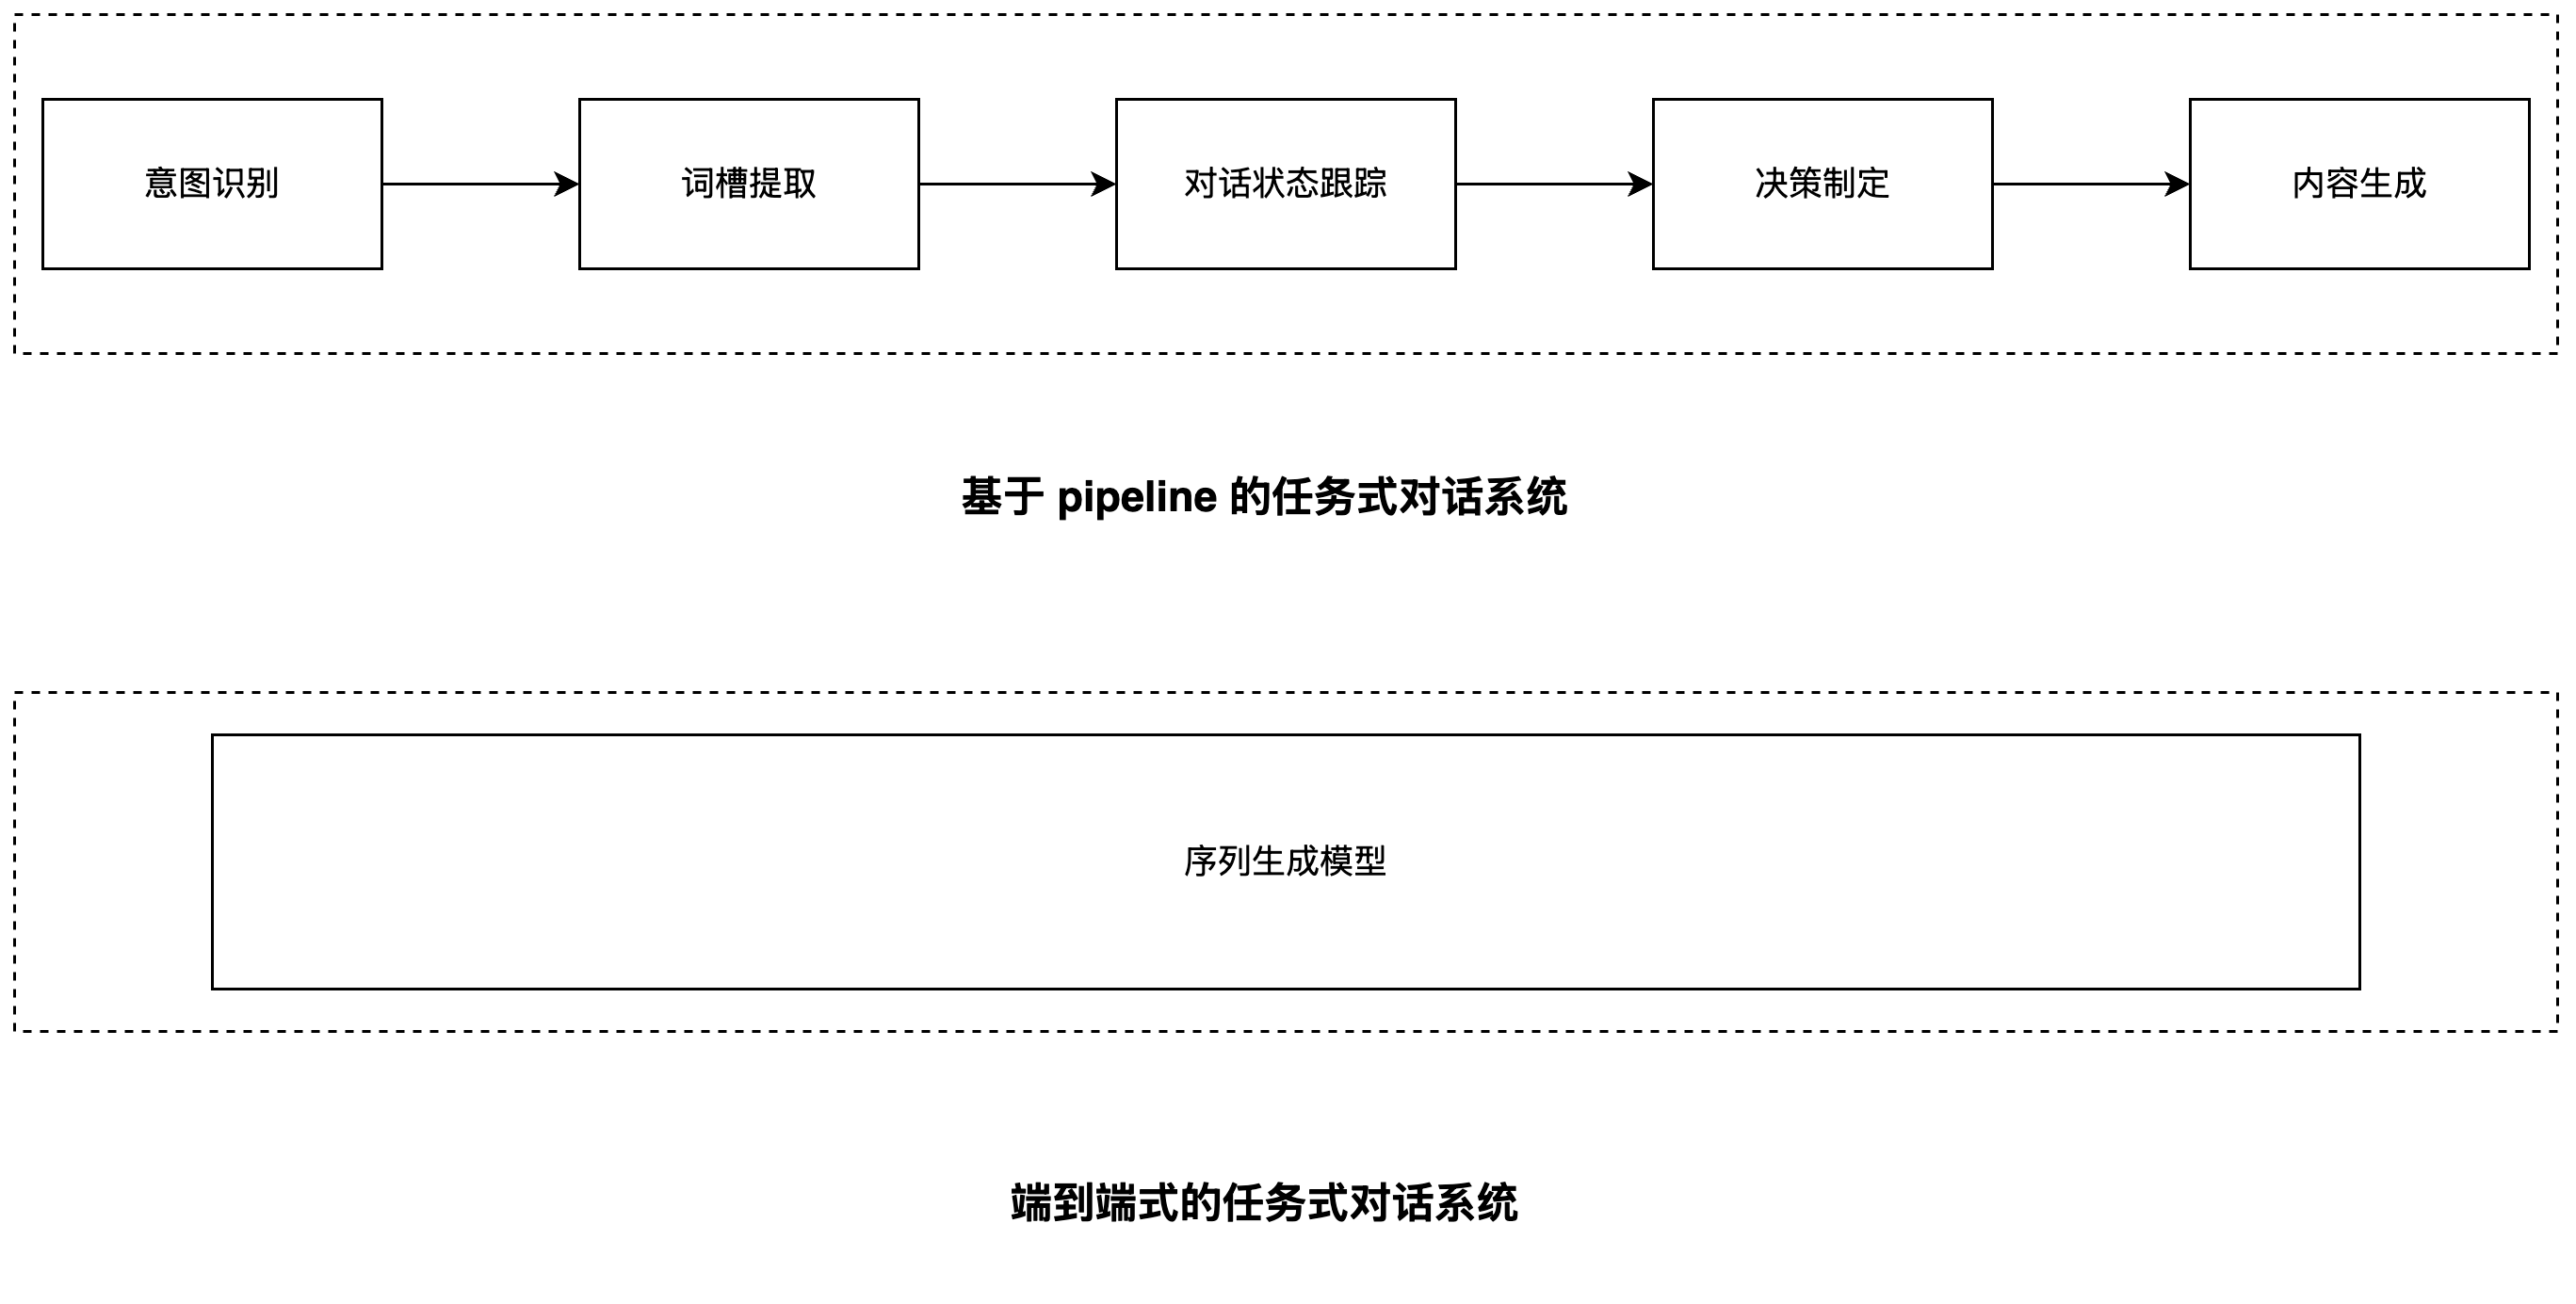 意图识别
词槽提取
对话状态跟踪
决策制定
内容生成
基于 pipeline 的任务式对话系统
序列生成模型
端到端式的任务式对话系统